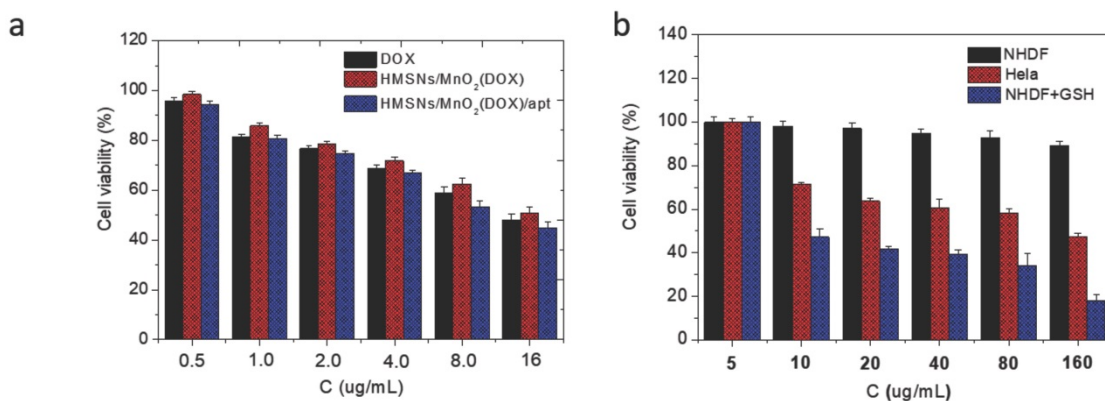 a
120
100
80
60
40
20
0
Cell viability (%)
DOX
HMSNs/MnO₂(DOX)
HMSNs/MnO₂(DOX)/apt
0.5 1.0 2.0 4.0 8.0 16
C (ug/mL)
b
140
120
100
80
60
40
20
0
Cell viability (%)
NHDF
Hela
NHDF+GSH
5 10 20 40 80 160
C (ug/mL)